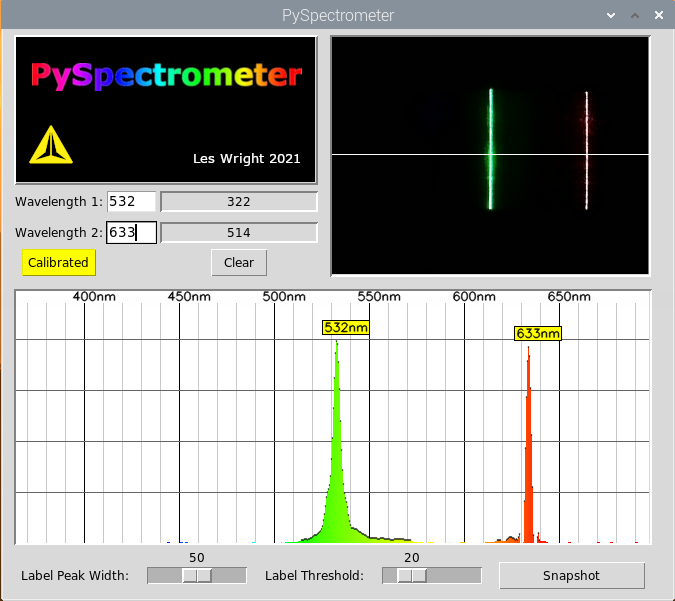 PySpectrometer
PySpectrometer
Les Wright 2021
Wavelength 1: 532 322
Wavelength 2: 633 514
Calibrated Clear
400nm 450nm 500nm 550nm 600nm 650nm
532nm 633nm
50 20
Label Peak Width: Label Threshold: Snapshot